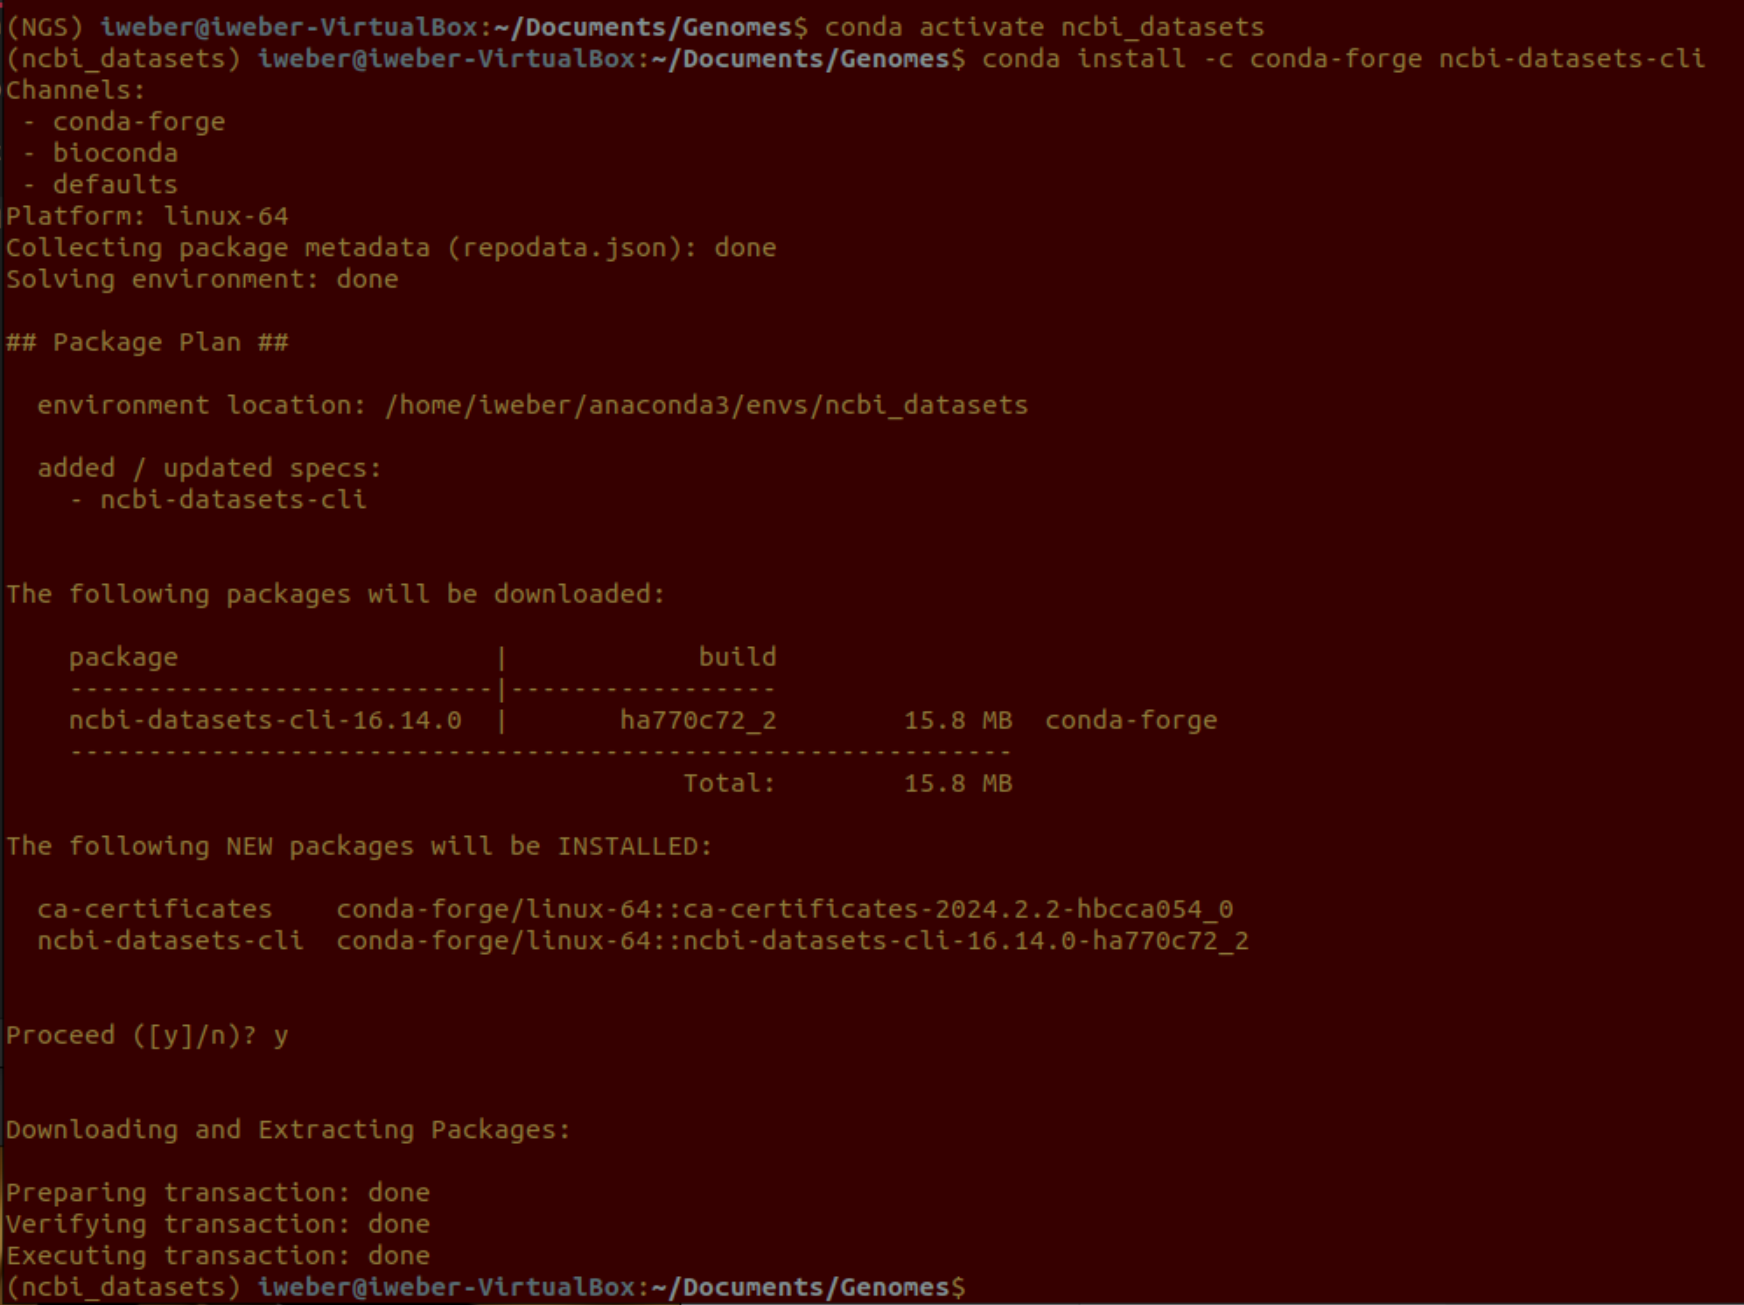 (NGS) iweber@iweber-VirtualBox:~/Documents/Genomes$ conda activate ncbi_datasets
(ncbi_datasets) iweber@iweber-VirtualBox:~/Documents/Genomes$ conda install -c conda-forge ncbi-datasets-cli
Channels:
 - conda-forge
 - bioconda
 - defaults
Platform: linux-64
Collecting package metadata (repodata.json): done
Solving environment: done
## Package Plan ##
  environment location: /home/iweber/anaconda3/envs/ncbi_datasets
  added / updated specs:
    - ncbi-datasets-cli
The following packages will be downloaded:
    package                    |            build
    ---------------------------|-----------------
    ncbi-datasets-cli-16.14.0  |       ha770c72_2        15.8 MB  conda-forge
    ------------------------------------------------------------
                                           Total:        15.8 MB
The following NEW packages will be INSTALLED:
  ca-certificates    conda-forge/linux-64::ca-certificates-2024.2.2-hbcca054_0
  ncbi-datasets-cli  conda-forge/linux-64::ncbi-datasets-cli-16.14.0-ha770c72_2
Proceed ([y]/n)? y
Downloading and Extracting Packages:
Preparing transaction: done
Verifying transaction: done
Executing transaction: done
(ncbi_datasets) iweber@iweber-VirtualBox:~/Documents/Genomes$